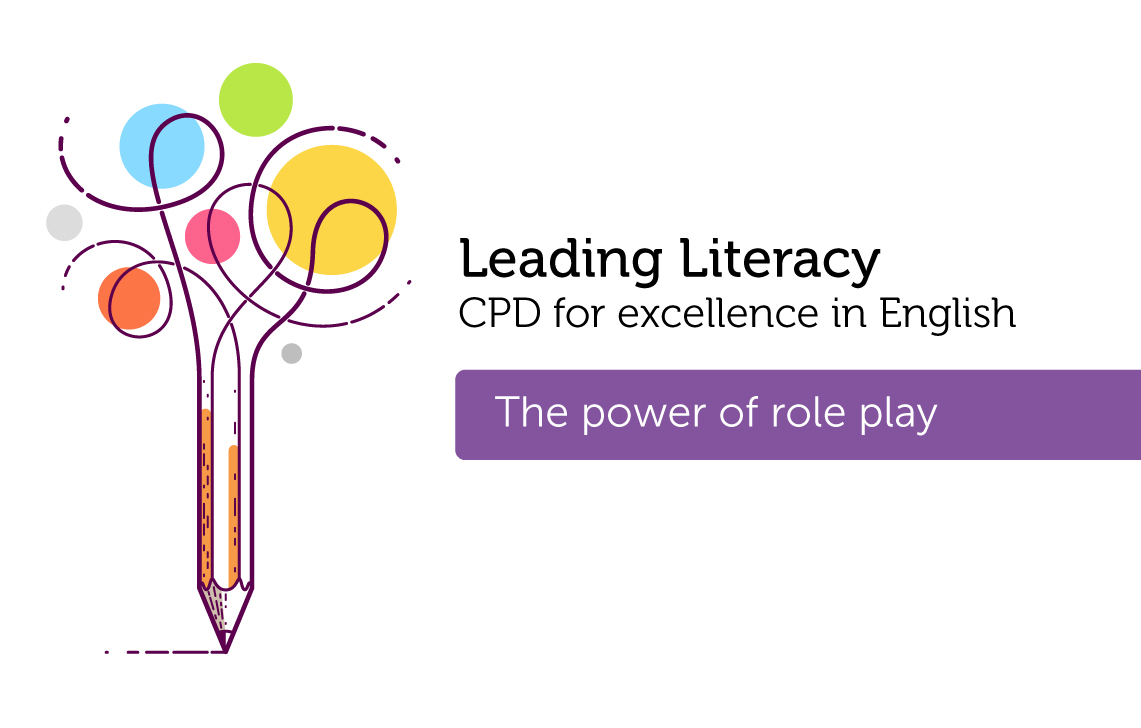 Leading Literacy
CPD for excellence in English
The power of role play